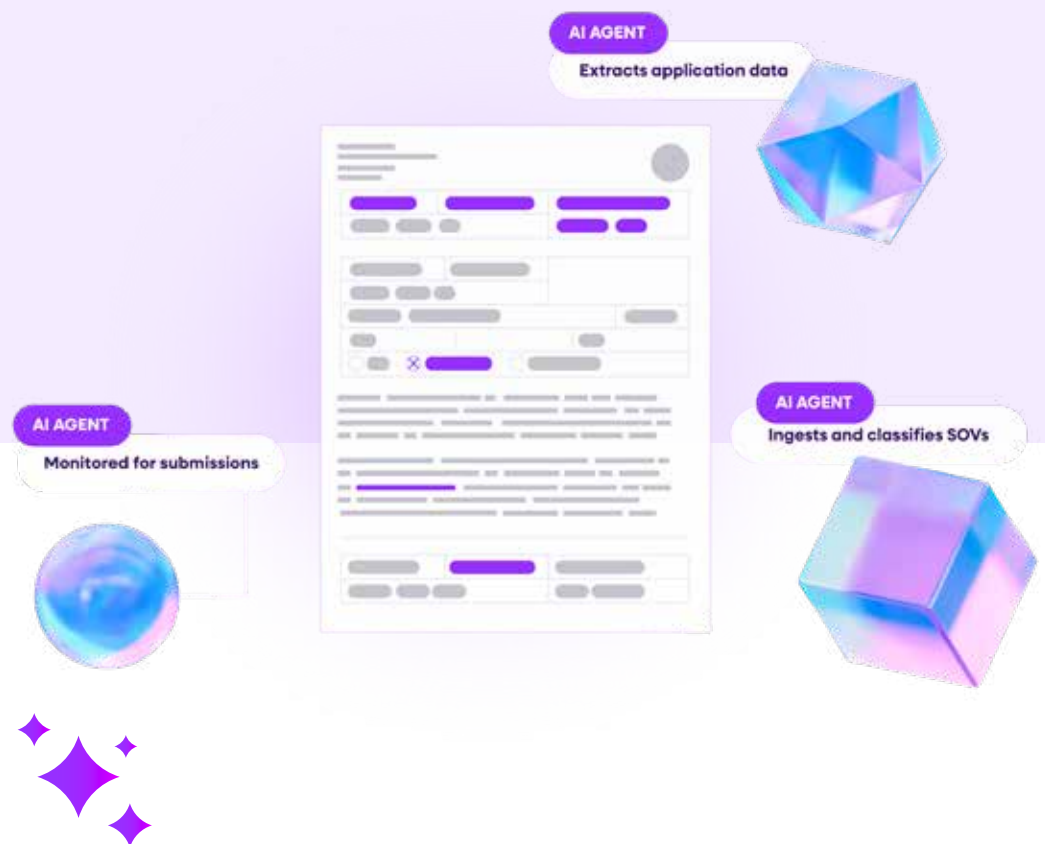 AI AGENT
Extracts application data
AI AGENT
Ingests and classifies SOVs
AI AGENT
Monitored for submissions